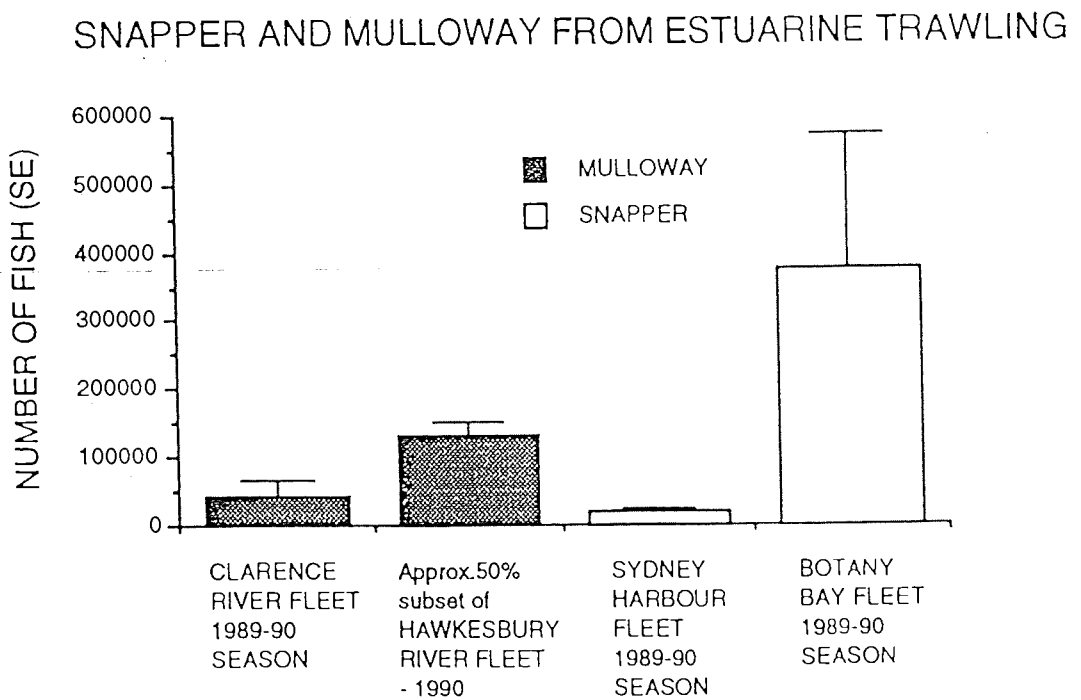 SNAPPER AND MULLOWAY FROM ESTUARINE TRAWLING
NUMBER OF FISH (SE)
600000
500000
400000
300000
200000
100000
0
MULLOWAY
SNAPPER
CLARENCE
RIVER FLEET
1989-90
SEASON
Approx.50%
subset of
HAWKESBURY
RIVER FLEET
- 1990
SYDNEY
HARBOUR
FLEET
1989-90
SEASON
BOTANY
BAY FLEET
1989-90
SEASON